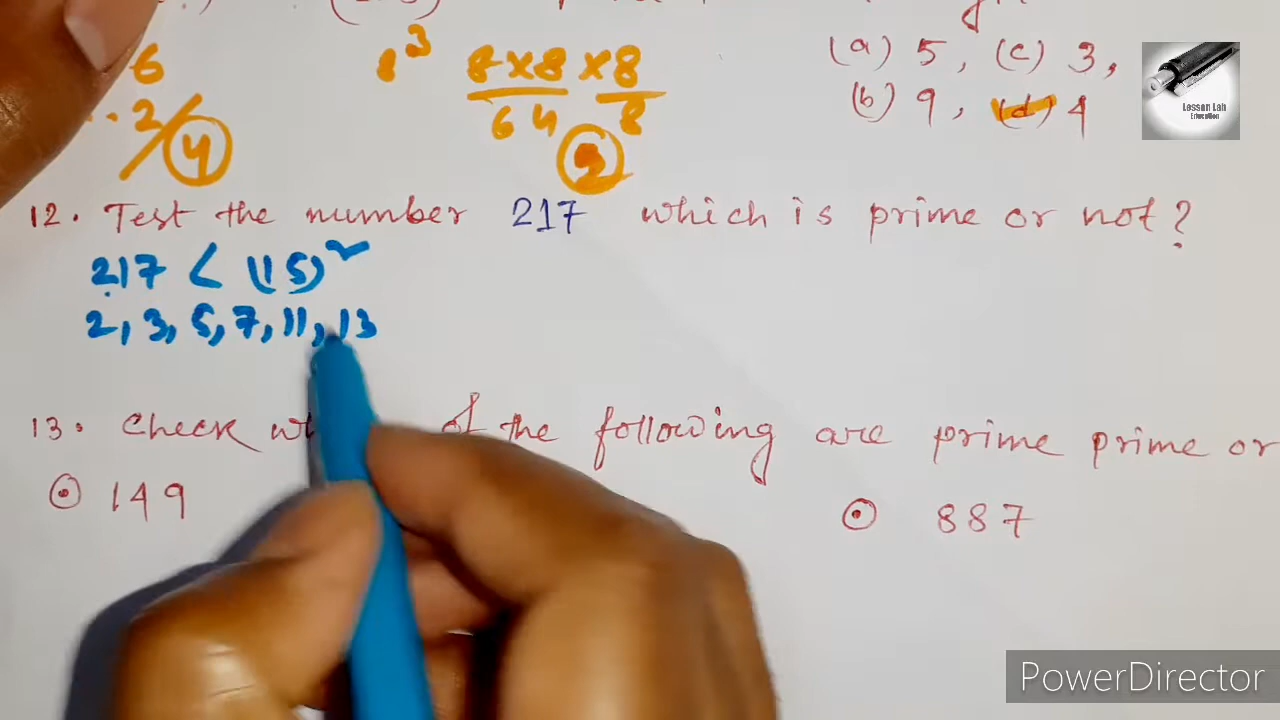 6
8³ 8×8 × 8
64 8
2
4
2
(a) 5, (c) 3,
(b) 9, (d) 4
Lesson Lab
Education
12. Test the number 217 which is prime or not?
217 < (15)²
2, 3, 5, 7, 11, 13
13. Check of the following are prime prime or
149
887
PowerDirector